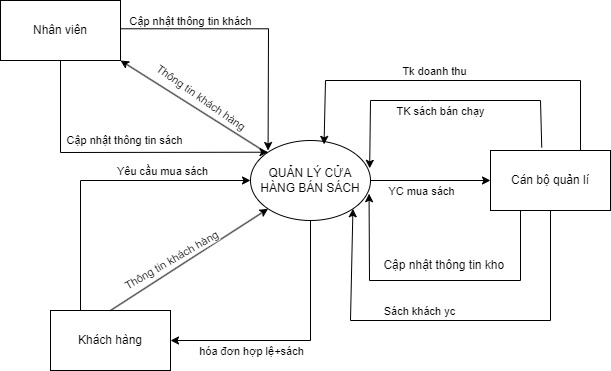 Cập nhật thông tin khách
Nhân viên
Tk doanh thu
Thông tin khách hàng
TK sách bán chạy
Cập nhật thông tin sách
Yêu cầu mua sách
QUẢN LÝ CỬA
HÀNG BÁN SÁCH
YC mua sách
Cán bộ quản lí
Thông tin khách hàng
Cập nhật thông tin kho
Sách khách yc
Khách hàng
hóa đơn hợp lệ+sách